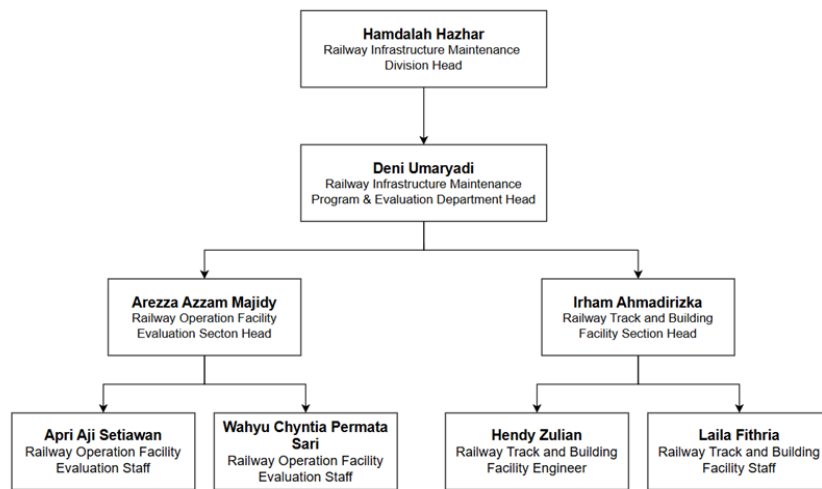 Hamdalah Hazhar
Railway Infrastructure Maintenance
Division Head
Deni Umaryadi
Railway Infrastructure Maintenance
Program & Evaluation Department Head
Arezza Azzam Majidy
Railway Operation Facility
Evaluation Secton Head
Irham Ahmadirizka
Railway Track and Building
Facility Section Head
Apri Aji Setiawan
Railway Operation Facility
Evaluation Staff
Wahyu Chyntia Permata
Sari
Railway Operation Facility
Evaluation Staff
Hendy Zulian
Railway Track and Building
Facility Engineer
Laila Fithria
Railway Track and Building
Facility Staff